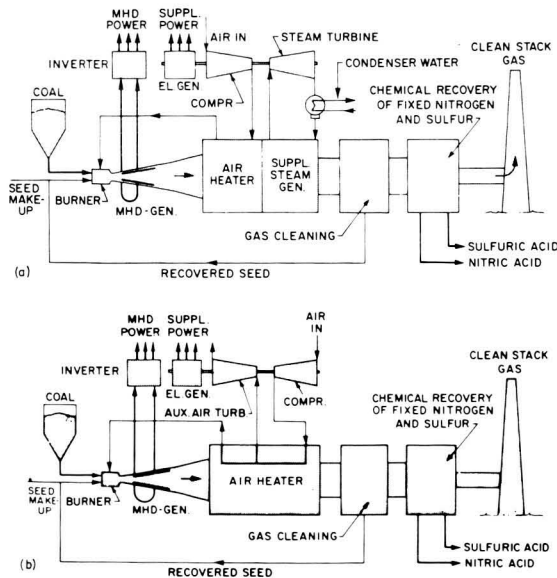 MHD
POWER
SUPPL.
POWER
AIR IN
STEAM TURBINE
CLEAN STACK
GAS
INVERTER
CONDENSER WATER
EL.GEN.
COMPR.
CHEMICAL RECOVERY
OF FIXED NITROGEN
AND SULFUR
COAL
AIR
HEATER
SUPPL.
STEAM
GEN.
SEED
MAKE-
UP
BURNER
MHD-GEN.
GAS CLEANING
SULFURIC ACID
NITRIC ACID
(a)
RECOVERED SEED
MHD
POWER
SUPPL.
POWER
AIR
IN
CLEAN STACK
GAS
INVERTER
EL.GEN.
COMPR.
AUX.AIR TURB
CHEMICAL RECOVERY
OF FIXED NITROGEN
AND SULFUR
COAL
AIR HEATER
SEED
MAKE-
UP
BURNER
MHD-GEN.
GAS CLEANING
SULFURIC ACID
NITRIC ACID
(b)
RECOVERED SEED